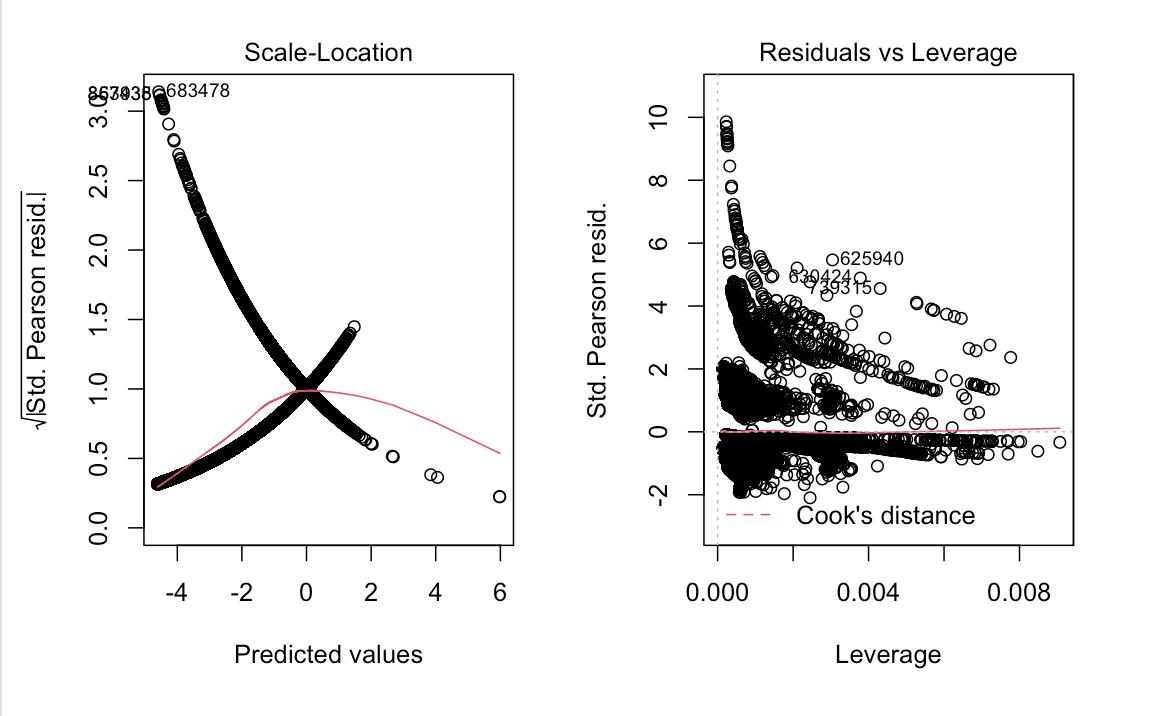 Scale-Location
683478
3.0
2.5
2.0
1.5
1.0
0.5
0.0
√|Std. Pearson resid.|
-4 -2 0 2 4 6
Predicted values
Residuals vs Leverage
10
8
6
4
2
0
-2
Std. Pearson resid.
625940
630424
739315
Cook's distance
0.000 0.004 0.008
Leverage